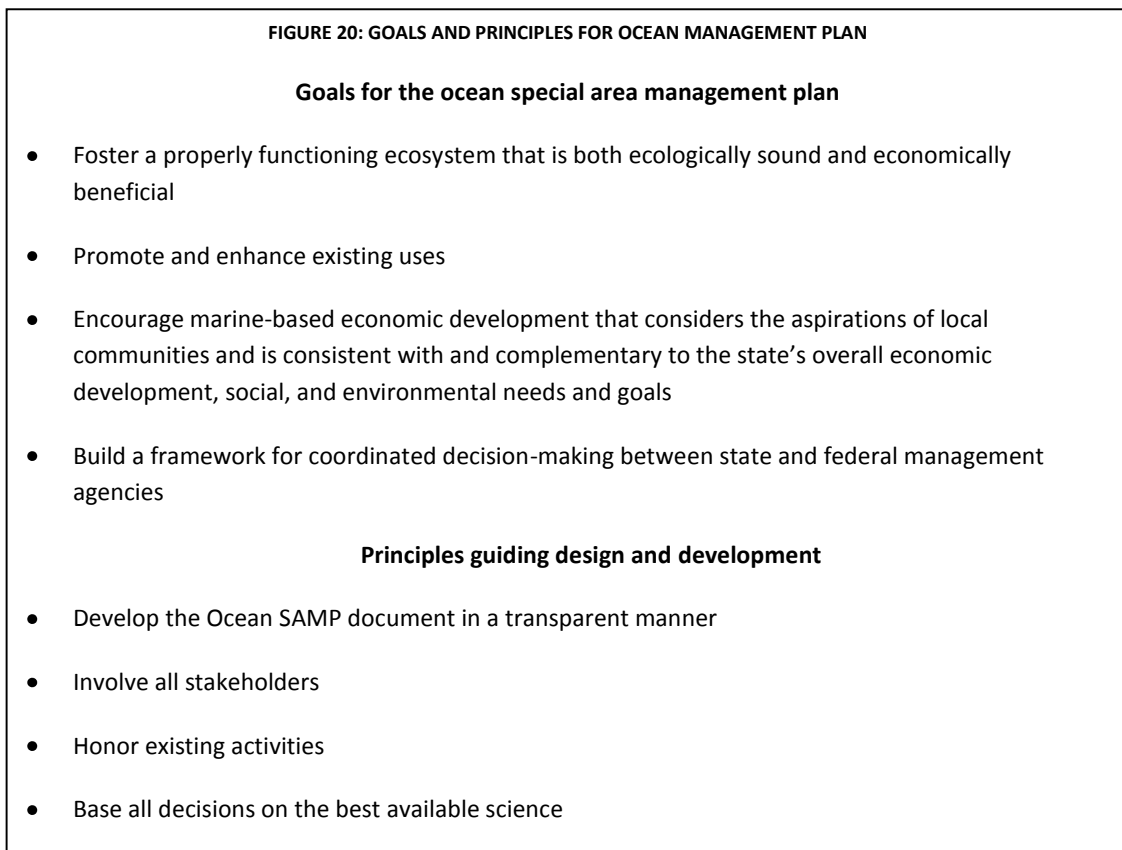 FIGURE 20: GOALS AND PRINCIPLES FOR OCEAN MANAGEMENT PLAN
Goals for the ocean special area management plan
● Foster a properly functioning ecosystem that is both ecologically sound and economically
beneficial
● Promote and enhance existing uses
● Encourage marine-based economic development that considers the aspirations of local
communities and is consistent with and complementary to the state’s overall economic
development, social, and environmental needs and goals
● Build a framework for coordinated decision-making between state and federal management
agencies
Principles guiding design and development
● Develop the Ocean SAMP document in a transparent manner
● Involve all stakeholders
● Honor existing activities
● Base all decisions on the best available science